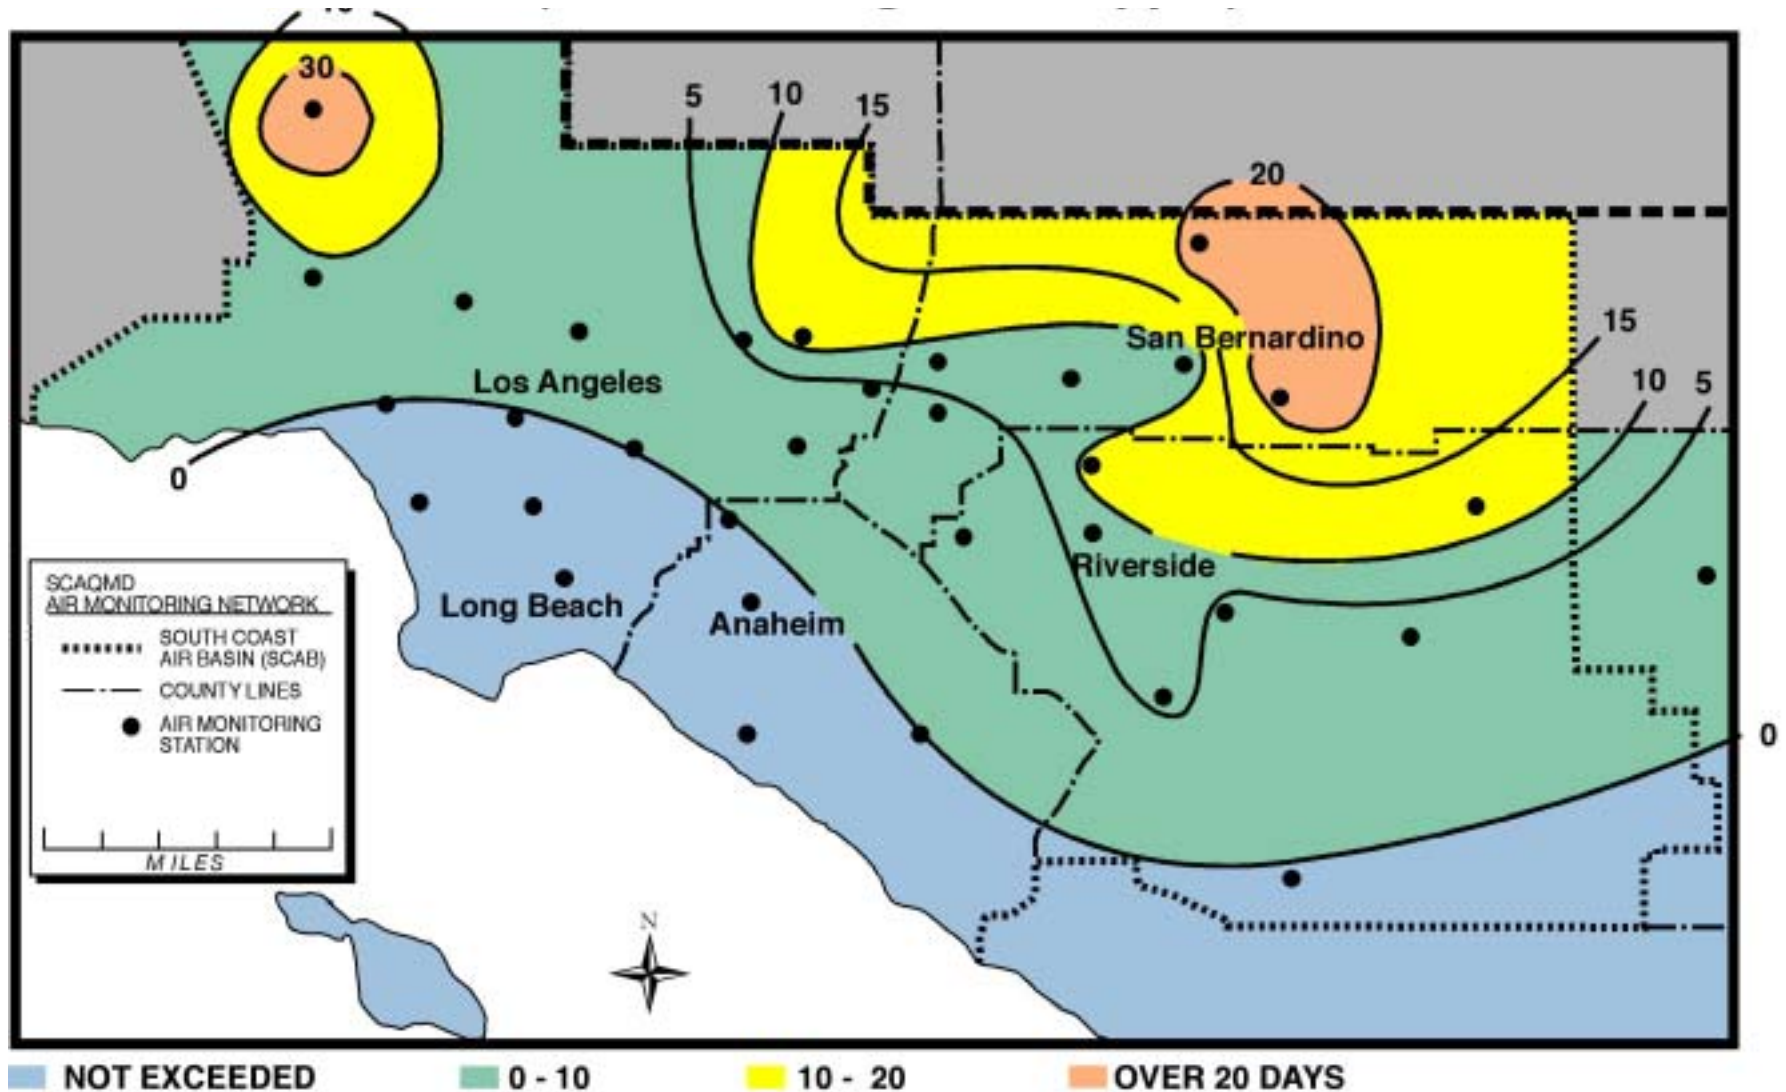 30
5
10
15
20
15
10
5
San Bernardino
Los Angeles
0
Riverside
Long Beach
Anaheim
SCAQMD
AIR MONITORING NETWORK
SOUTH COAST
AIR BASIN (SCAB)
COUNTY LINES
AIR MONITORING
STATION
MILES
0
N
NOT EXCEEDED
0 - 10
10 - 20
OVER 20 DAYS